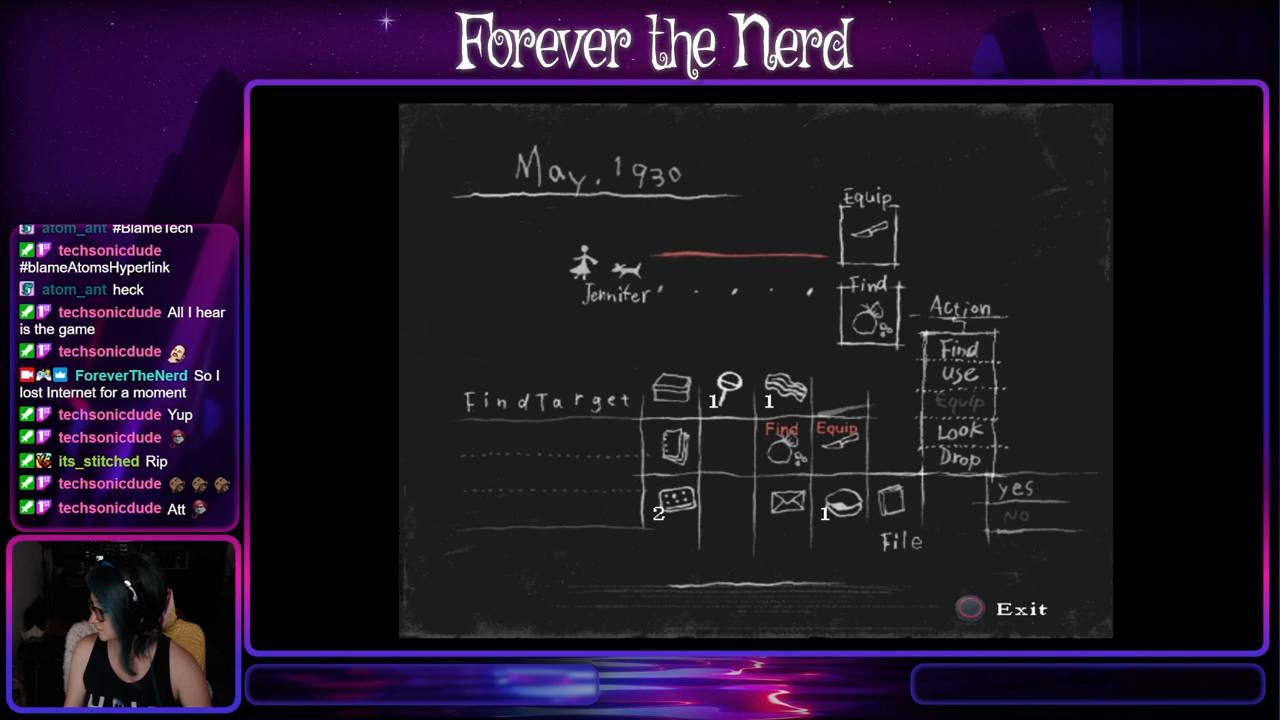 Forever the Nerd
atom_ant #BlameTech
techsonicdude
#blameAtomsHyperlink
atom_ant heck
techsonicdude All I hear
is the game
techsonicdude
ForeverTheNerd So I
lost Internet for a moment
techsonicdude Yup
techsonicdude
its_stitched Rip
techsonicdude
techsonicdude Att
May, 1930
Equip
Jennifer
Find
Action
Find
Use
Equip
Look
Drop
Find Target
1
1
Find
Equip
2
1
File
yes
No
Exit